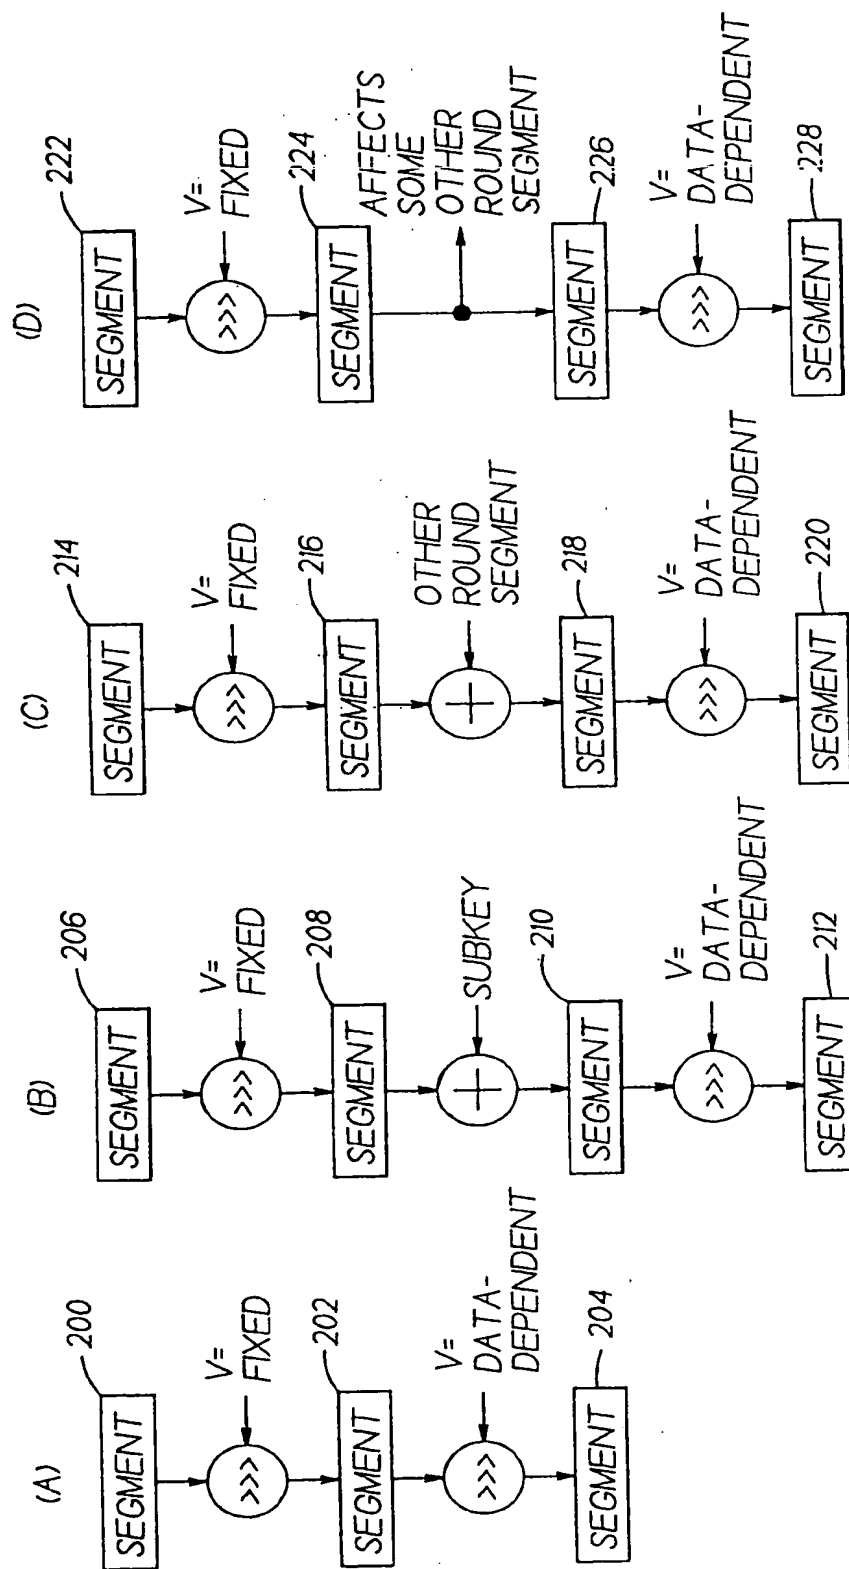 (A)
SEGMENT
200
>>>
V=
FIXED
SEGMENT
202
>>>
V=
DATA-
DEPENDENT
SEGMENT
204
(B)
SEGMENT
206
>>>
V=
FIXED
SEGMENT
208
+
SUBKEY
SEGMENT
210
>>>
V=
DATA-
DEPENDENT
SEGMENT
212
(C)
SEGMENT
214
>>>
V=
FIXED
SEGMENT
216
+
OTHER
ROUND
SEGMENT
SEGMENT
218
>>>
V=
DATA-
DEPENDENT
SEGMENT
220
(D)
SEGMENT
222
>>>
V=
FIXED
SEGMENT
224
AFFECTS
SOME
OTHER
ROUND
SEGMENT
SEGMENT
226
>>>
V=
DATA-
DEPENDENT
SEGMENT
228